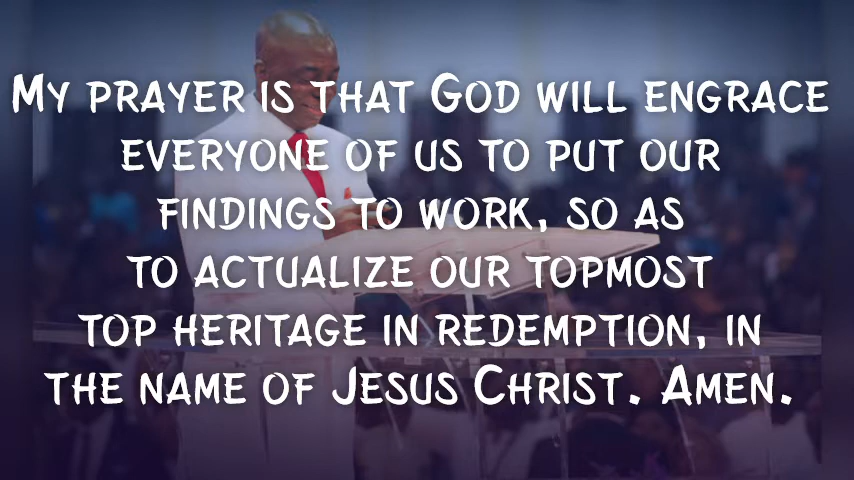 My prayer is that God will engrace
everyone of us to put our
findings to work, so as
to actualize our topmost
top heritage in redemption, in
the name of Jesus Christ. Amen.